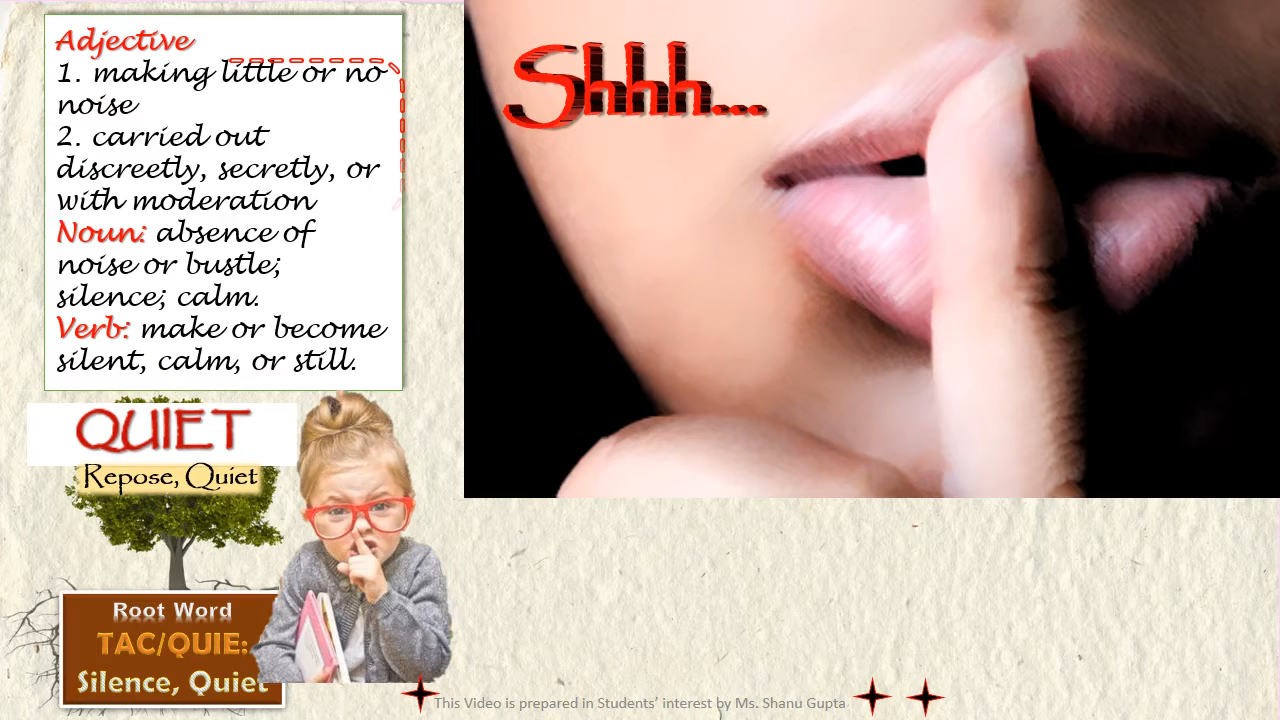 Adjective
1. making little or no
noise
2. carried out
discreetly, secretly, or
with moderation
Noun: absence of
noise or bustle;
silence; calm.
Verb: make or become
silent, calm, or still.
QUIET
Repose, Quiet
Root Word
TAC/QUIE:
Silence, Quiet
Shhh...
This Video is prepared in Students’ interest by Ms. Shanu Gupta